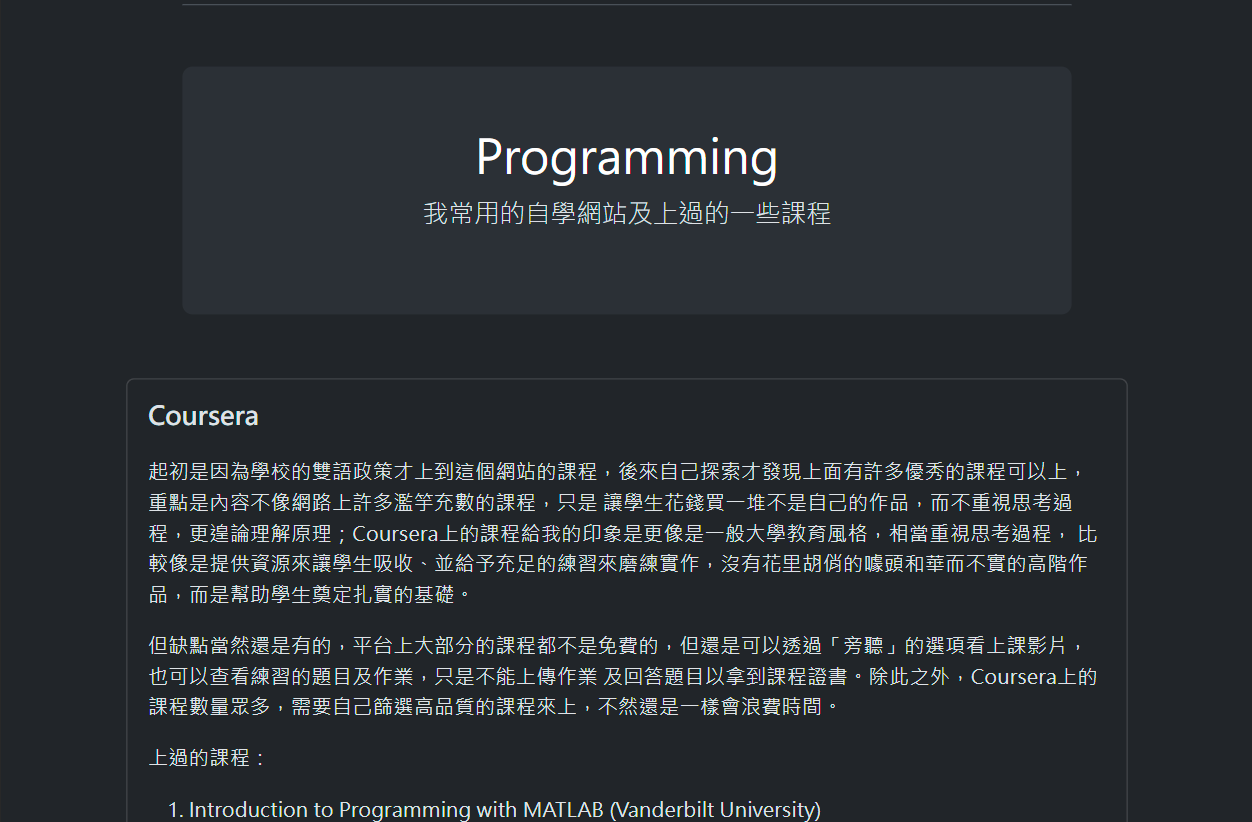 Programming
我常用的自學網站及上過的一些課程
Coursera
起初是因為學校的雙語政策才上到這個網站的課程，後來自己探索才發現上面有許多優秀的課程可以上，
重點是內容不像網路上許多濫竽充數的課程，只是 讓學生花錢買一堆不是自己的作品，而不重視思考過
程，更遑論理解原理；Coursera上的課程給我的印象是更像是一般大學教育風格，相當重視思考過程， 比
較像是提供資源來讓學生吸收、並給予充足的練習來磨練實作，沒有花里胡俏的噱頭和華而不實的高階作
品，而是幫助學生奠定扎實的基礎。
但缺點當然還是有的，平台上大部分的課程都不是免費的，但還是可以透過「旁聽」的選項看上課影片，
也可以查看練習的題目及作業，只是不能上傳作業 及回答題目以拿到課程證書。除此之外，Coursera上的
課程數量眾多，需要自己篩選高品質的課程來上，不然還是一樣會浪費時間。
上過的課程：
1. Introduction to Programming with MATLAB (Vanderbilt University)